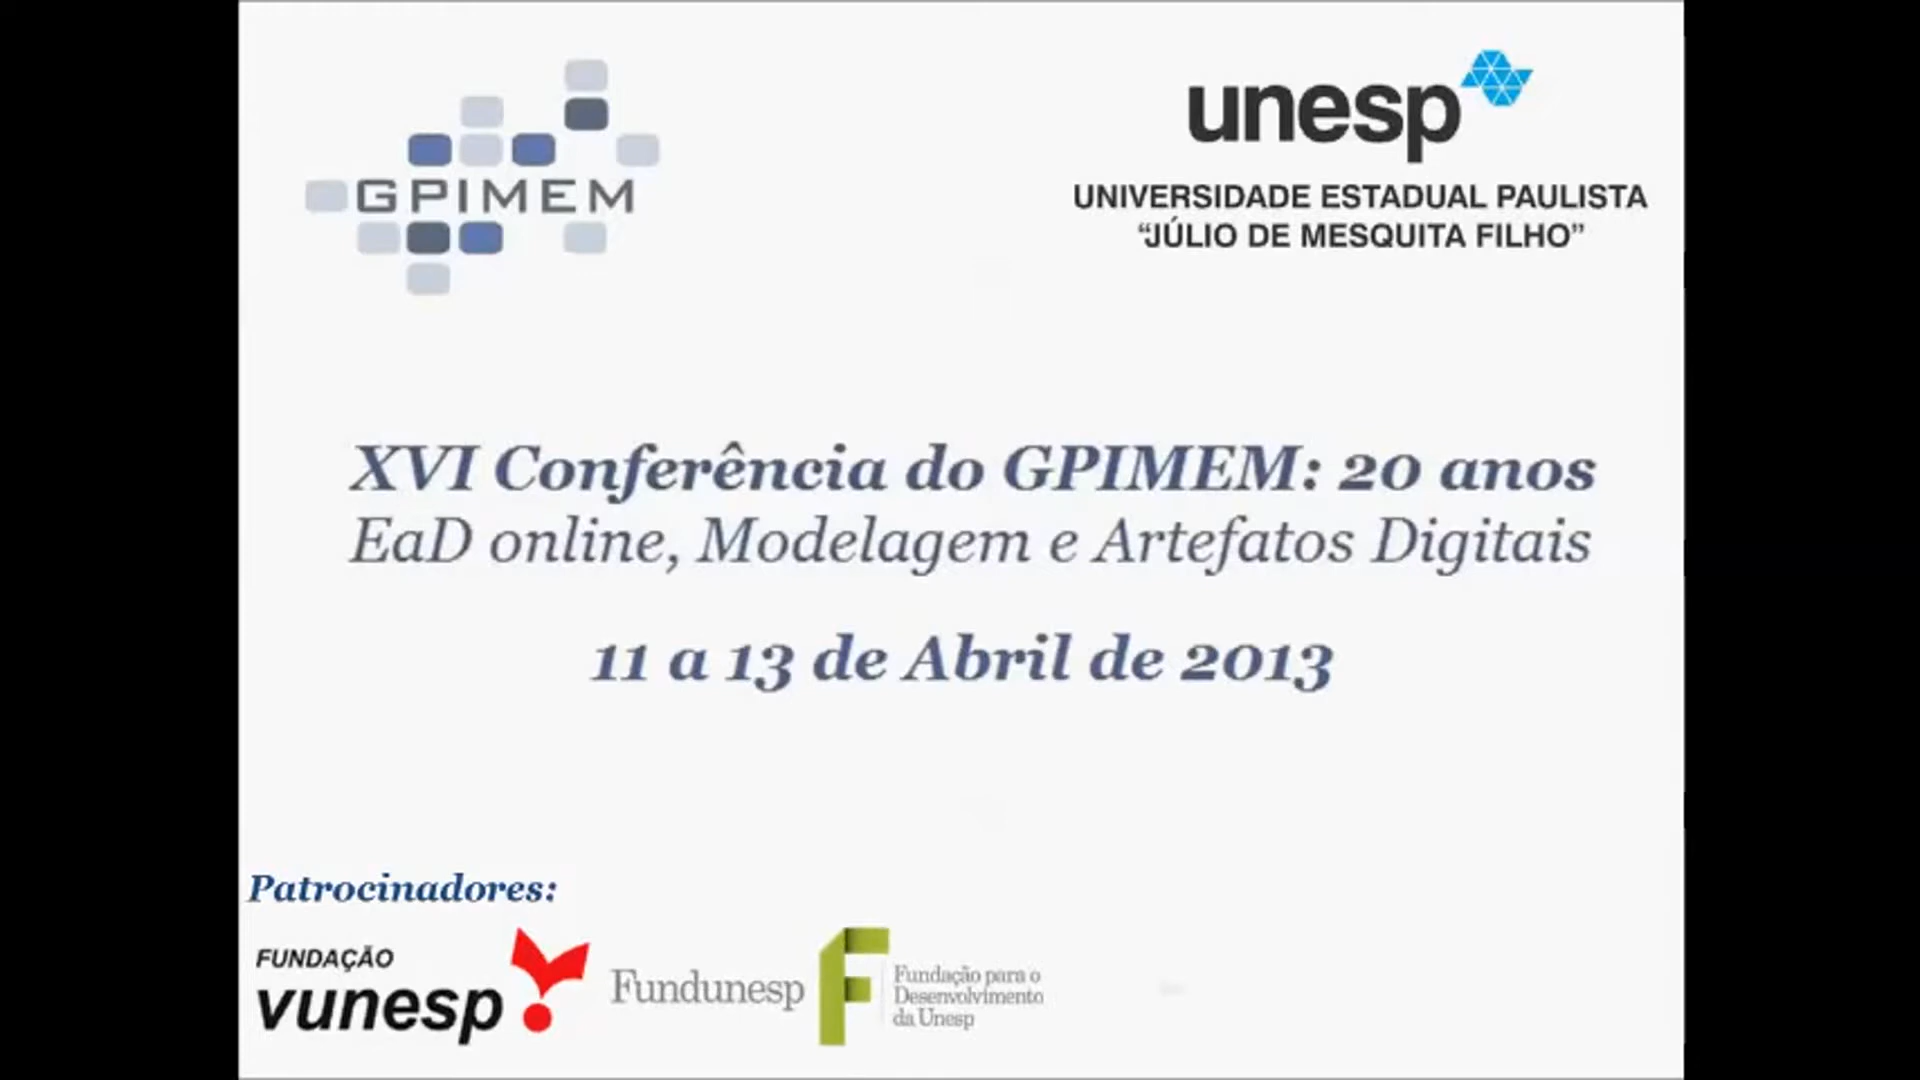 GPIMEM
unesp
UNIVERSIDADE ESTADUAL PAULISTA
“JÚLIO DE MESQUITA FILHO”
XVI Conferência do GPIMEM: 20 anos
EaD online, Modelagem e Artefatos Digitais
11 a 13 de Abril de 2013
Patrocinadores:
FUNDAÇÃO
vunesp
Fundunesp
Fundação para o
Desenvolvimento
da Unesp